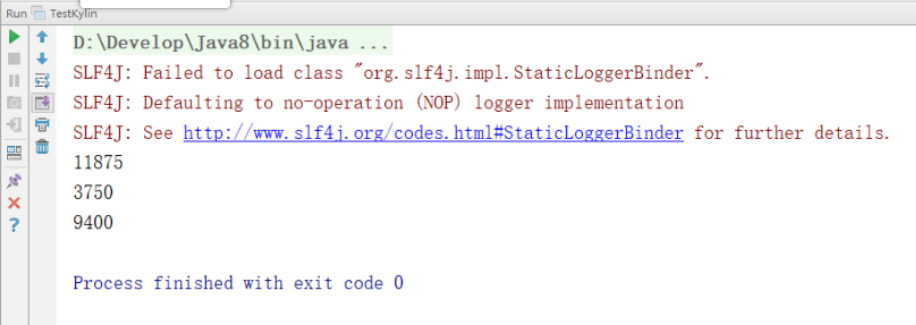 Run TestKylin
D:\Develop\Java8\bin\java ...
SLF4J: Failed to load class "org.slf4j.impl.StaticLoggerBinder".
SLF4J: Defaulting to no-operation (NOP) logger implementation
SLF4J: See http://www.slf4j.org/codes.html#StaticLoggerBinder for further details.
11875
3750
9400
Process finished with exit code 0